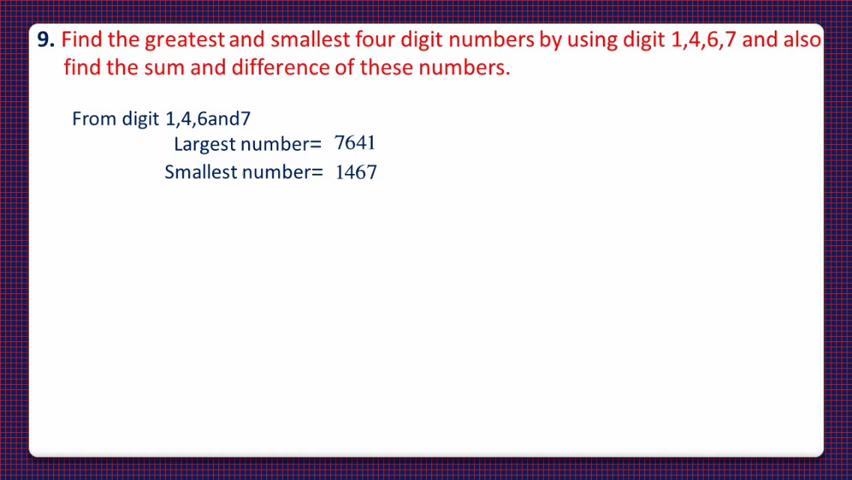 9. Find the greatest and smallest four digit numbers by using digit 1,4,6,7 and also
find the sum and difference of these numbers.
From digit 1,4,6and7
Largest number= 7641
Smallest number= 1467